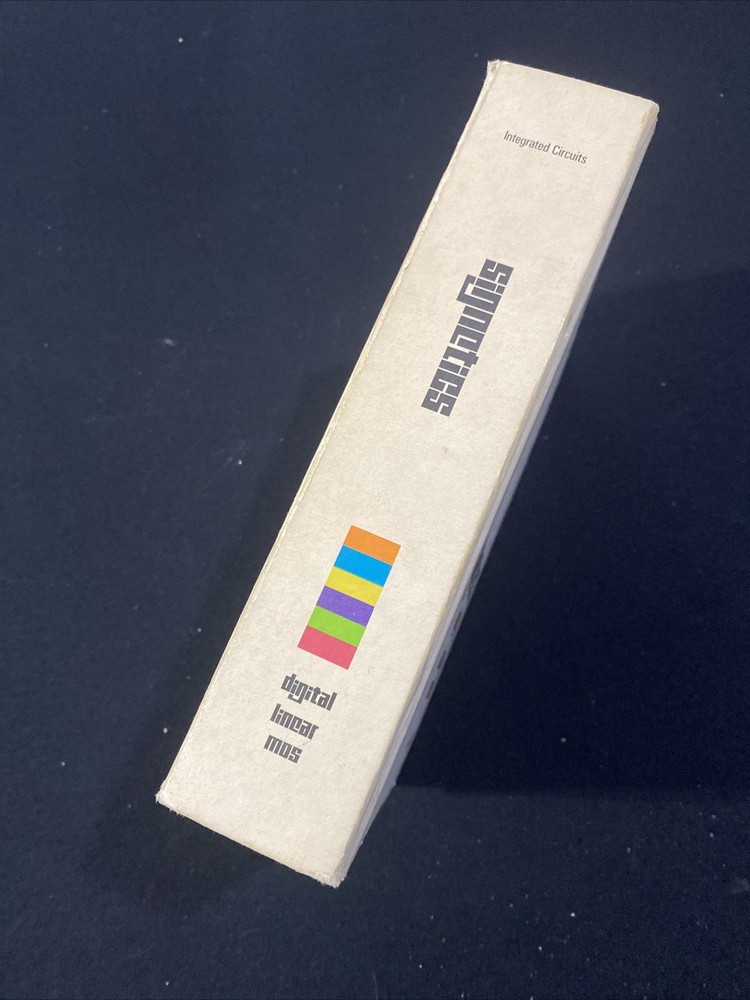 Integrated Circuits
signetics
digital
linear
mos